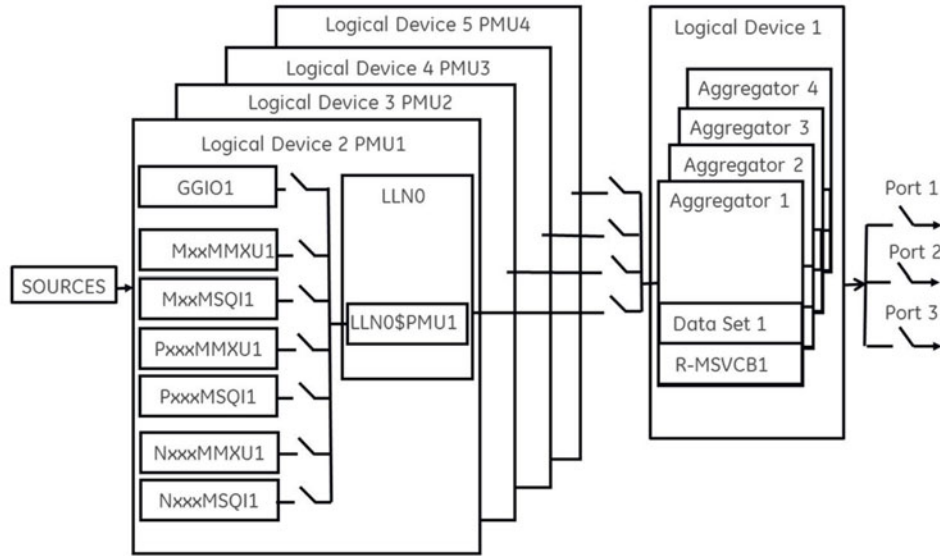 Logical Device 5 PMU4
Logical Device 4 PMU3
Logical Device 3 PMU2
Logical Device 2 PMU1
GGIO1
MxxMMXU1
MxxMSQI1
PxxxMMXU1
PxxxMSQI1
NxxxMMXU1
NxxxMSQI1
SOURCES
LLN0
LLN0$PMU1
Logical Device 1
Aggregator 4
Aggregator 3
Aggregator 2
Aggregator 1
Data Set 1
R-MSVCB1
Port 1
Port 2
Port 3